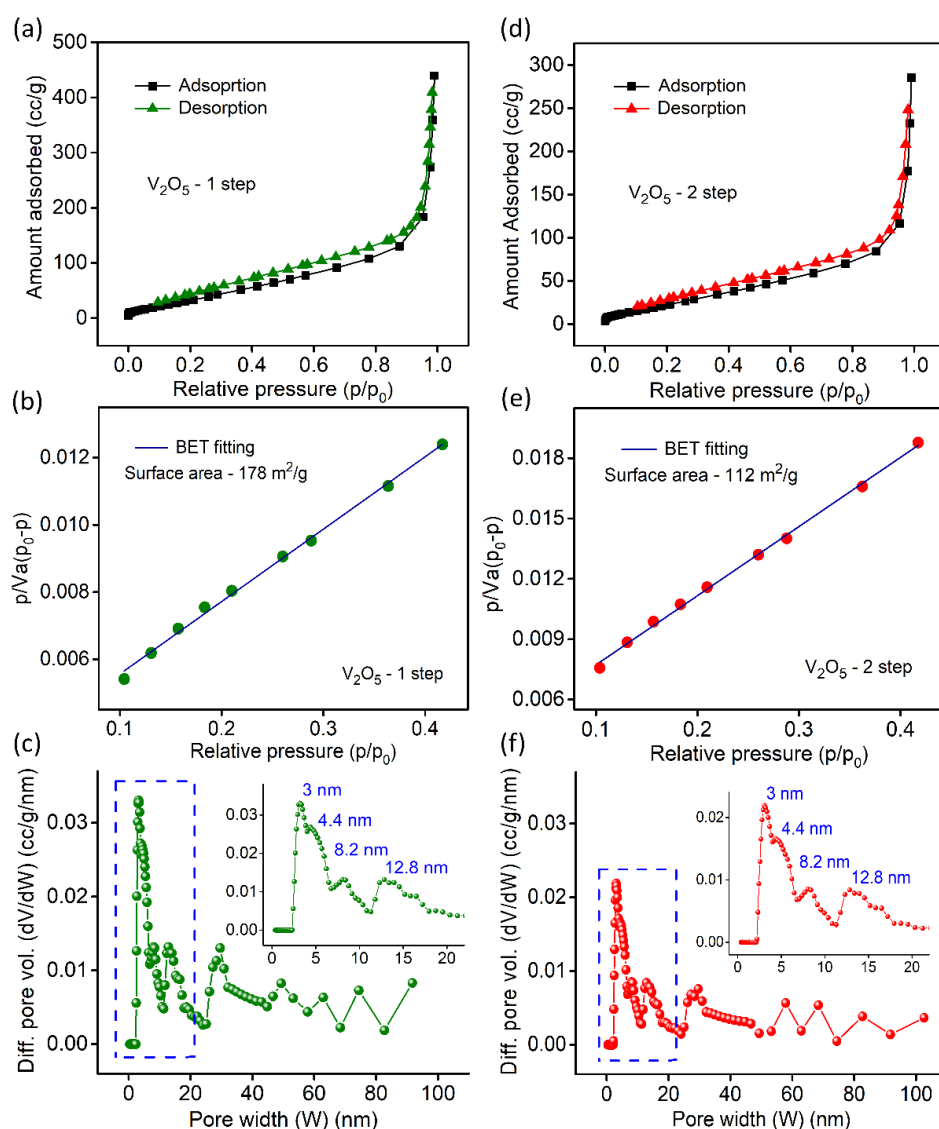 (a)
500
400
300
200
100
0
Amount adsorbed (cc/g)
Adsoprtion
Desorption
V₂O₅ - 1 step
0.0 0.2 0.4 0.6 0.8 1.0
Relative pressure (p/p₀)
(d)
300
250
200
150
100
50
0
Amount Adsorbed (cc/g)
Adsorption
Desorption
V₂O₅ - 2 step
0.0 0.2 0.4 0.6 0.8 1.0
Relative pressure (p/p₀)
(b)
0.012
0.010
0.008
0.006
p/Va(p₀-p)
BET fitting
Surface area - 178 m²/g
V₂O₅ - 1 step
0.1 0.2 0.3 0.4
Relative pressure (p/p₀)
(e)
0.018
0.015
0.012
0.009
0.006
p/Va(p₀-p)
BET fitting
Surface area - 112 m²/g
V₂O₅ - 2 step
0.1 0.2 0.3 0.4
Relative pressure (p/p₀)
(c)
0.03
0.02
0.01
0.00
Diff. pore vol. (dV/dW) (cc/g/nm)
0.03
0.02
0.01
0.00
3 nm
4.4 nm
8.2 nm
12.8 nm
0 5 10 15 20
0 20 40 60 80 100
Pore width (W) (nm)
(f)
0.03
0.02
0.01
0.00
Diff. pore vol. (dV/dW) (cc/g/nm)
0.02
0.01
0.00
3 nm
4.4 nm
8.2 nm
12.8 nm
0 5 10 15 20
0 20 40 60 80 100
Pore width (W) (nm)